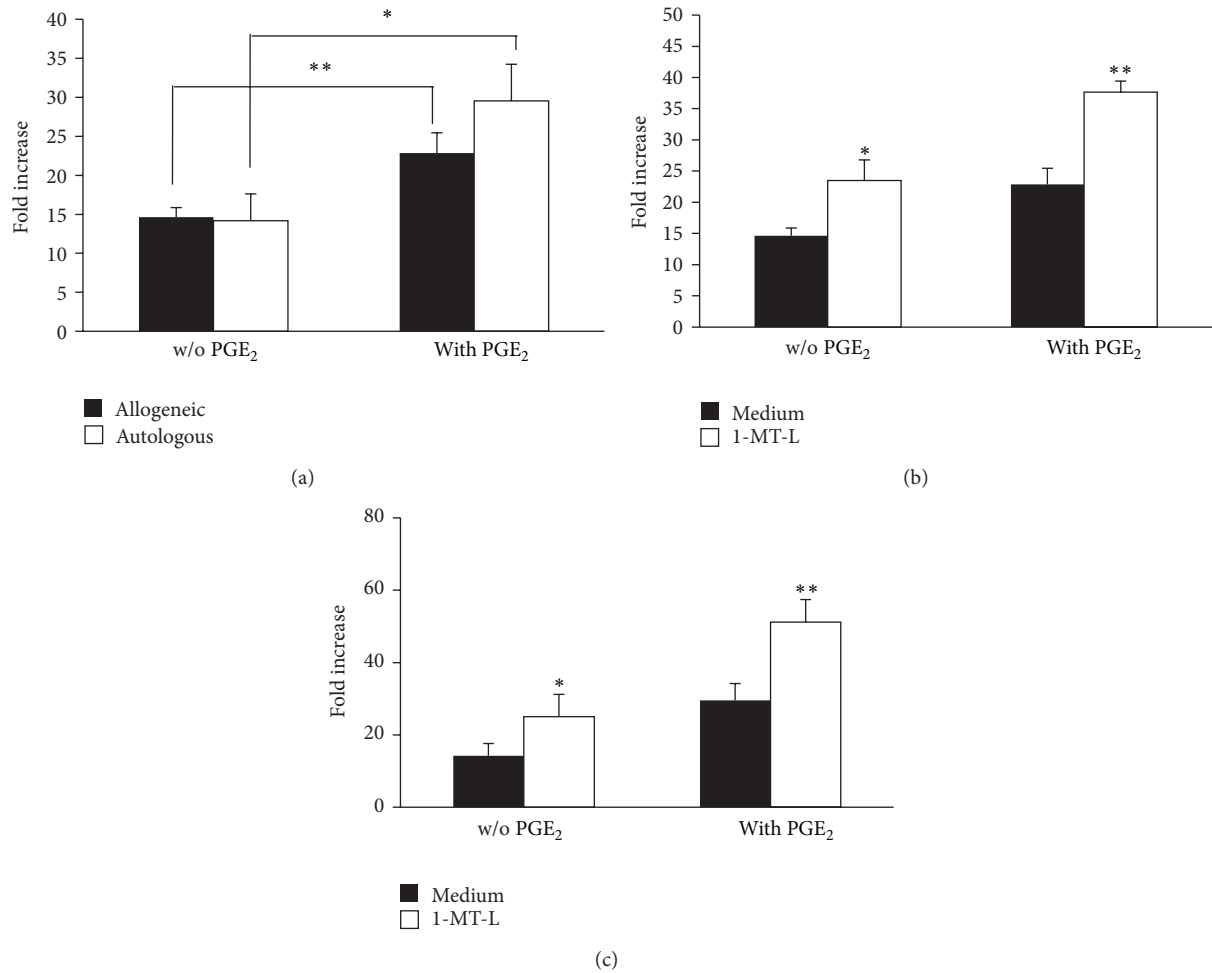 Fold increase
40
35
30
25
20
15
10
5
0
*
**
w/o PGE₂ With PGE₂
Allogeneic
Autologous
(a)
Fold increase
50
45
40
35
30
25
20
15
10
5
0
*
**
w/o PGE₂ With PGE₂
Medium
1-MT-L
(b)
Fold increase
80
60
40
20
0
*
**
w/o PGE₂ With PGE₂
Medium
1-MT-L
(c)